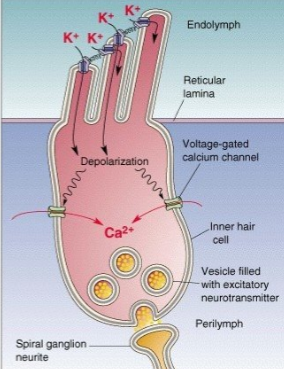 K+
K+
Endolymph
K+ K+
Reticular
lamina
Voltage-gated
calcium channel
Depolarization
Ca2+
Inner hair
cell
Vesicle filled
with excitatory
neurotransmitter
Perilymph
Spiral ganglion
neurite